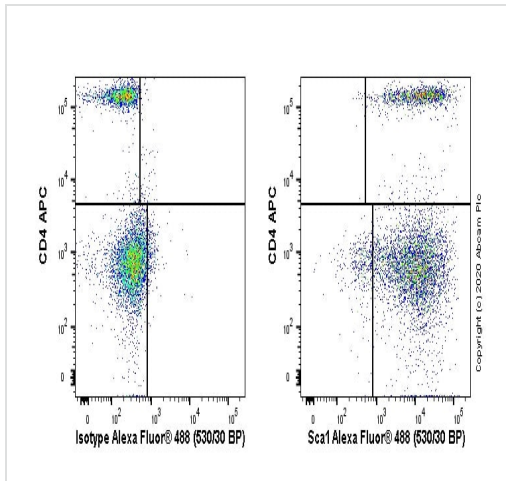 CD4 APC
10^5
10^4
10^3
10^2
0
0 10^2 10^3 10^4 10^5
Isotype Alexa Fluor® 488 (530/30 BP)
CD4 APC
10^5
10^4
10^3
10^2
0
0 10^2 10^3 10^4 10^5
Sca1 Alexa Fluor® 488 (530/30 BP)
Copyright (c) 2020 Abcam Plc